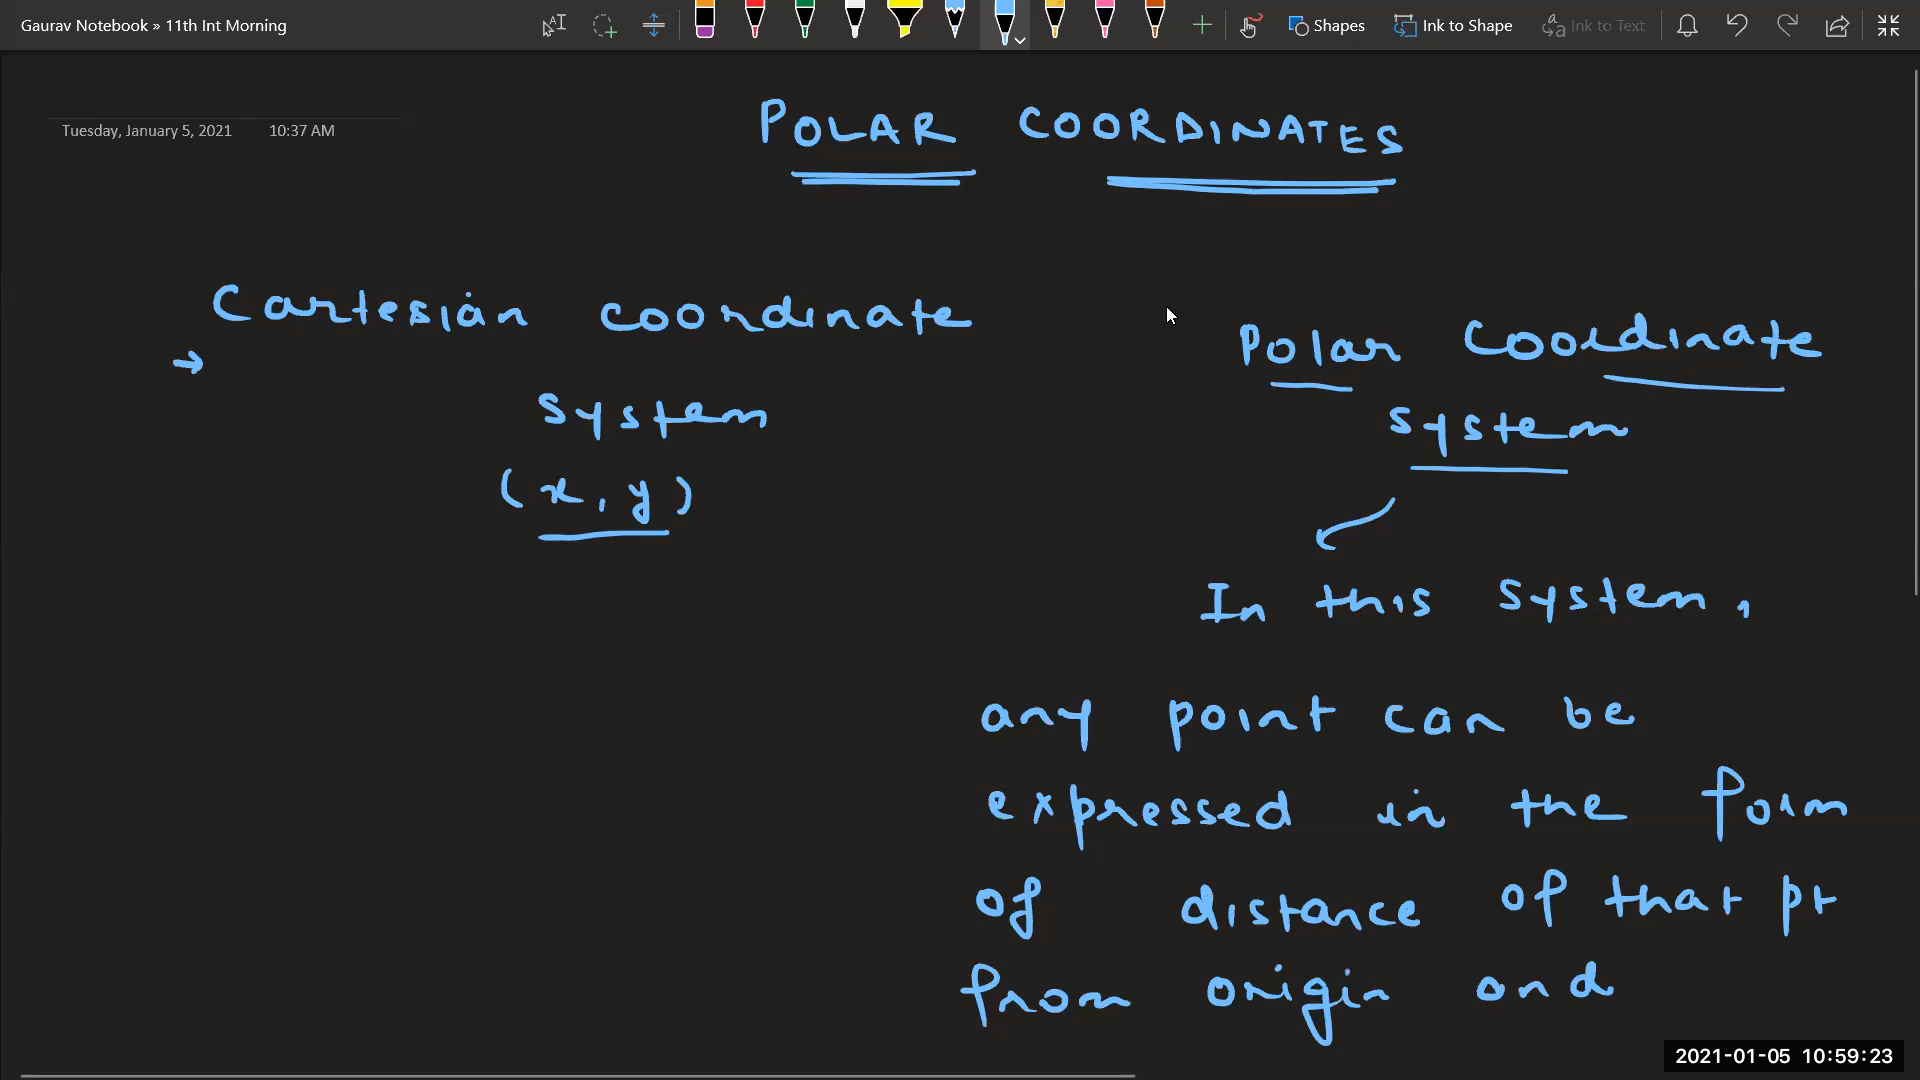 Gaurav Notebook » 11th Int Morning
Shapes
Ink to Shape
Ink to Text
Tuesday, January 5, 2021 10:37 AM
POLAR COORDINATES
Cartesian coordinate
→
system
(x, y)
Polar Coordinate
system
In this system,
any point can be
expressed in the form
of distance of that pt
from origin and
2021-01-05 10:59:23